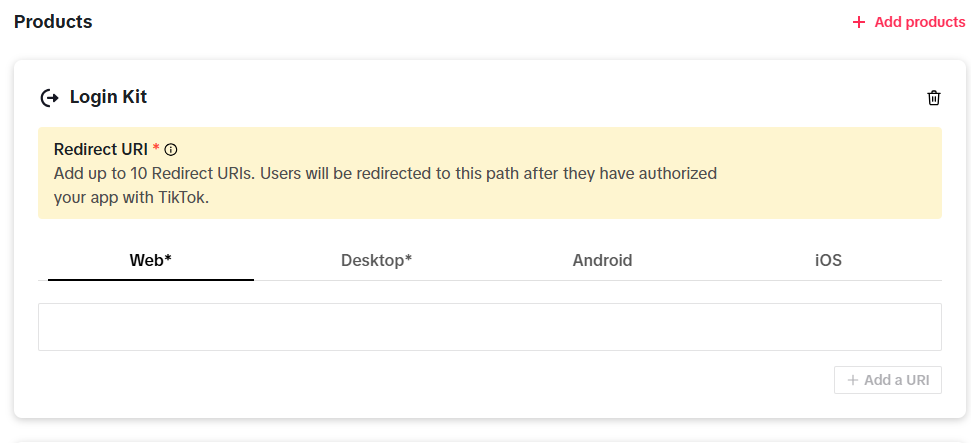 Products
+ Add products
Login Kit
Redirect URI *
Add up to 10 Redirect URIs. Users will be redirected to this path after they have authorized
your app with TikTok.
Web*
Desktop*
Android
iOS
+ Add a URI